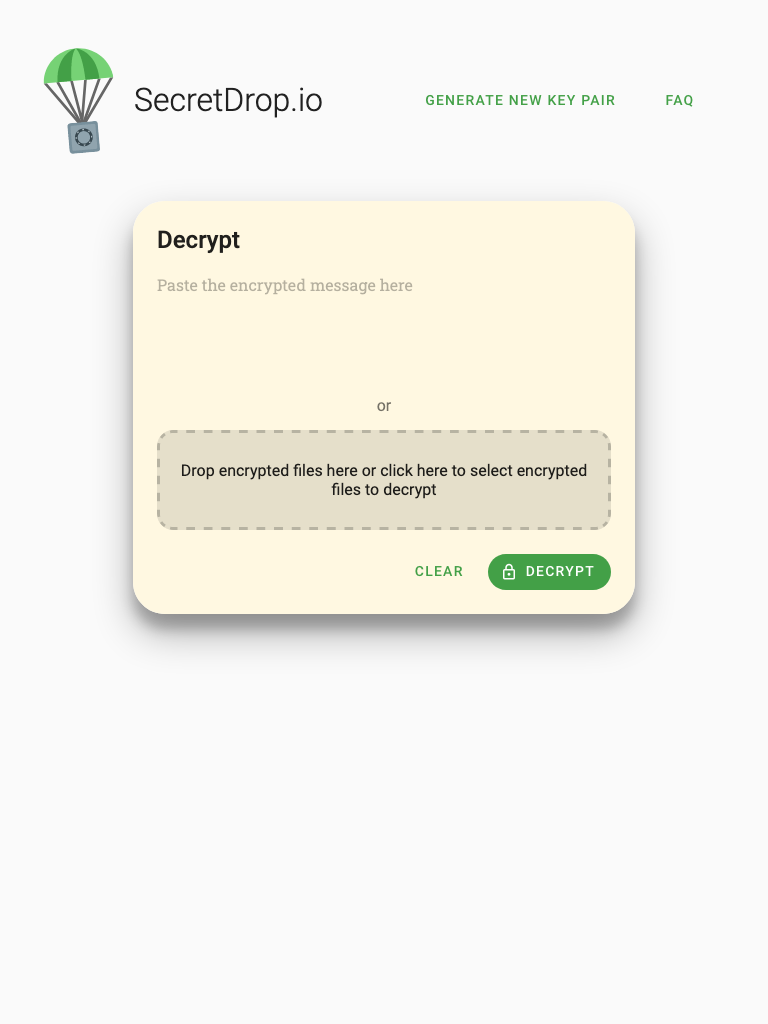 SecretDrop.io
GENERATE NEW KEY PAIR
FAQ
Decrypt
Paste the encrypted message here
or
Drop encrypted files here or click here to select encrypted
files to decrypt
CLEAR
DECRYPT